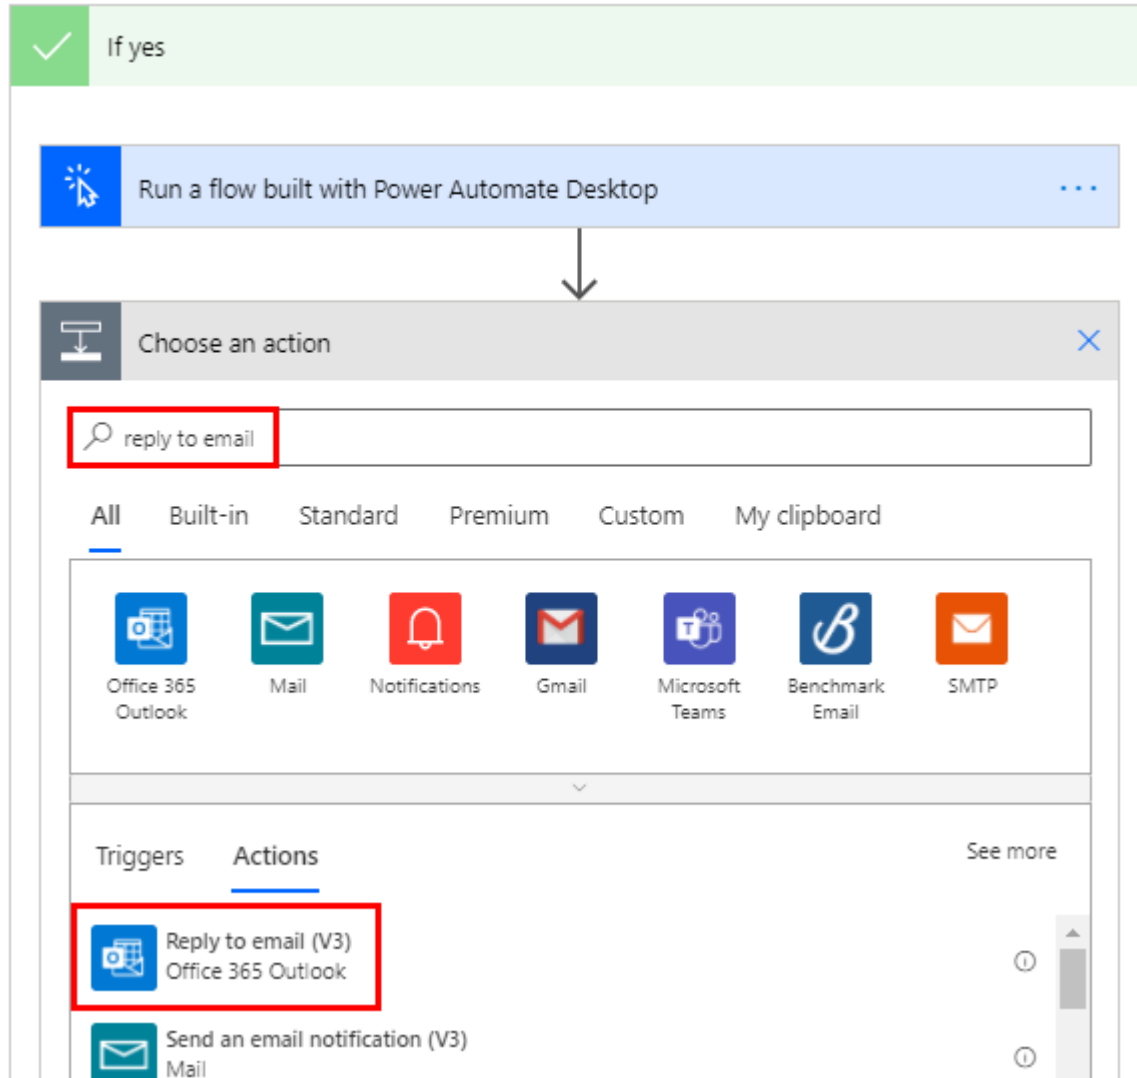 If yes
Run a flow built with Power Automate Desktop
Choose an action
reply to email
All Built-in Standard Premium Custom My clipboard
Office 365 Outlook
Mail
Notifications
Gmail
Microsoft Teams
Benchmark Email
SMTP
Triggers Actions See more
Reply to email (V3)
Office 365 Outlook
Send an email notification (V3)
Mail